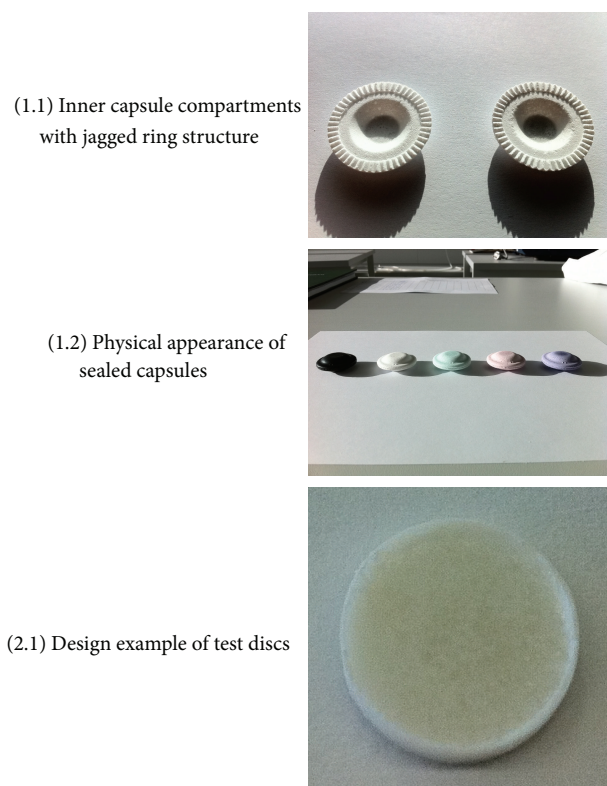 (1.1) Inner capsule compartments
with jagged ring structure
(1.2) Physical appearance of
sealed capsules
(2.1) Design example of test discs